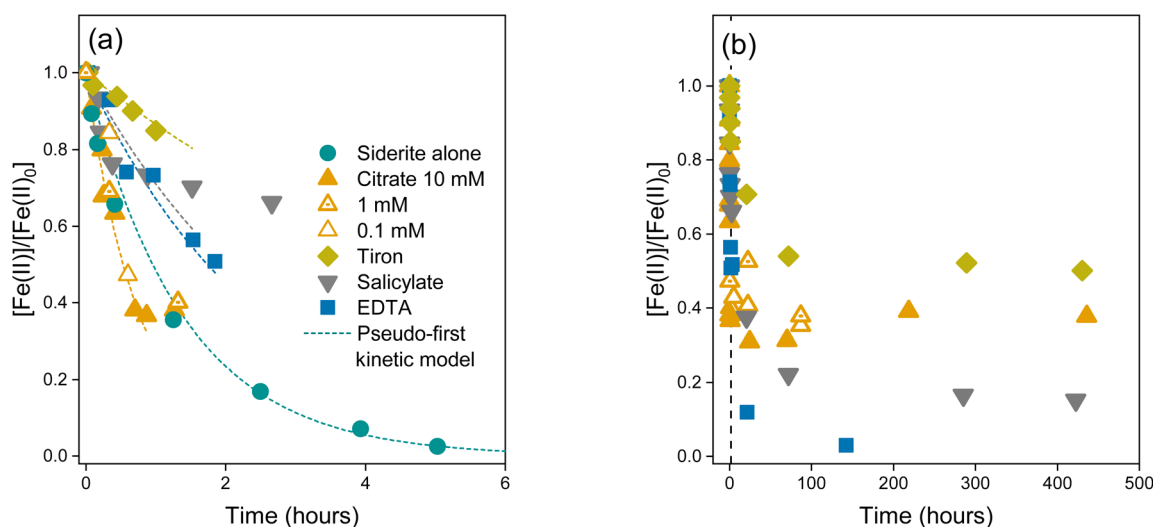 (a)
[Fe(II)]/[Fe(II)₀]
1.0
0.8
0.6
0.4
0.2
0.0
0
2
4
6
Time (hours)
Siderite alone
Citrate 10 mM
1 mM
0.1 mM
Tiron
Salicylate
EDTA
Pseudo-first
kinetic model
(b)
[Fe(II)]/[Fe(II)₀]
1.0
0.8
0.6
0.4
0.2
0.0
0
100
200
300
400
500
Time (hours)